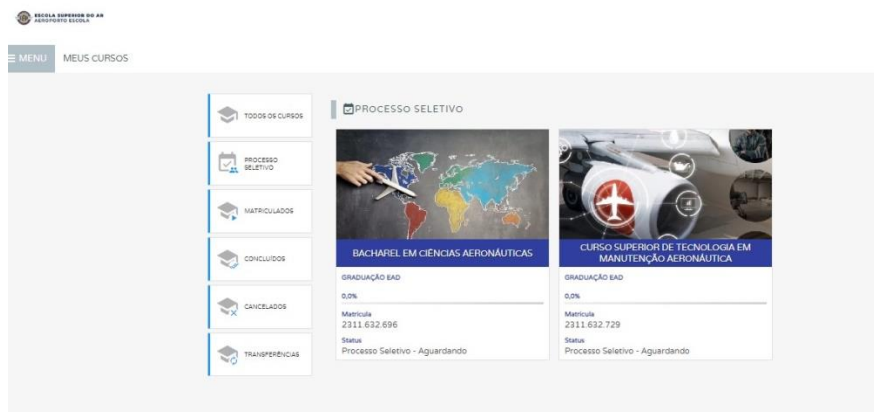 ESCOLA SUPERIOR DO AR
AEROPORTO ESCOLA
MENU
MEUS CURSOS
TODOS OS CURSOS
PROCESSO
SELETIVO
MATRICULADOS
CONCLUÍDOS
CANCELADOS
TRANSFERÊNCIAS
PROCESSO SELETIVO
BACHAREL EM CIÊNCIAS AERONÁUTICAS
GRADUAÇÃO EAD
0,0%
Matrícula
2311.632.696
Status
Processo Seletivo - Aguardando
CURSO SUPERIOR DE TECNOLOGIA EM
MANUTENÇÃO AERONÁUTICA
GRADUAÇÃO EAD
0,0%
Matrícula
2311.632.729
Status
Processo Seletivo - Aguardando